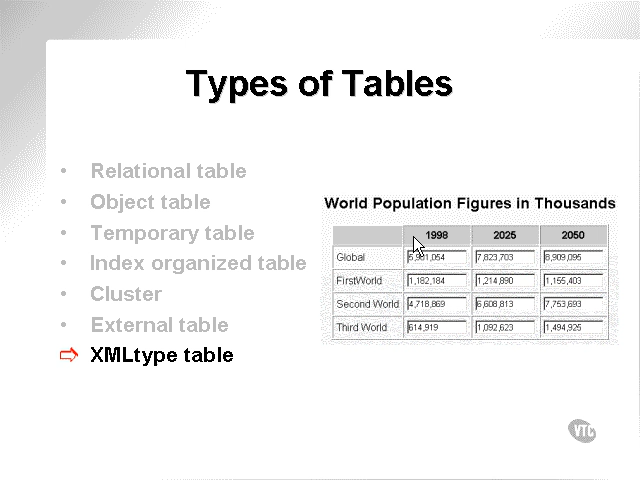 Types of Tables
• Relational table
• Object table
• Temporary table
• Index organized table
• Cluster
• External table
XMLtype table
World Population Figures in Thousands
1998 2025 2050
Global 7,823,703 8,909,095
FirstWorld 1,182,184 1,214,890 1,155,403
Second World 4,718,869 6,608,813 7,753,693
Third World 614,919 1,092,623 1,494,925
VTC